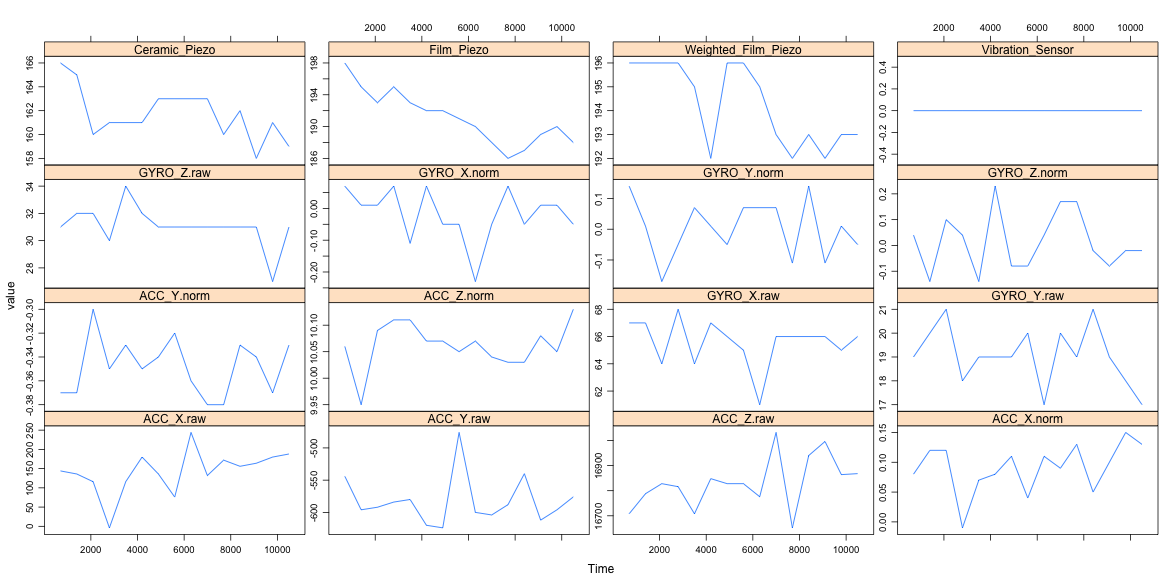 2000 4000 6000 8000 10000 2000 4000 6000 8000 10000
Ceramic_Piezo Film_Piezo Weighted_Film_Piezo Vibration_Sensor
158 160 162 164 166
186 190 194 198
192 193 194 195 196
-0.4 -0.2 0.0 0.2 0.4
GYRO_Z.raw GYRO_X.norm GYRO_Y.norm GYRO_Z.norm
28 30 32 34
-0.20 -0.10 0.00
-0.1 0.0 0.1
-0.1 0.0 0.1 0.2
value
ACC_Y.norm ACC_Z.norm GYRO_X.raw GYRO_Y.raw
-0.38 -0.36 -0.34 -0.32 -0.30
9.95 10.00 10.05 10.10
62 64 66 68
17 18 19 20 21
ACC_X.raw ACC_Y.raw ACC_Z.raw ACC_X.norm
0 50 100 150 200 250
-600 -550 -500
16700 16900
0.00 0.05 0.10 0.15
2000 4000 6000 8000 10000 2000 4000 6000 8000 10000
Time